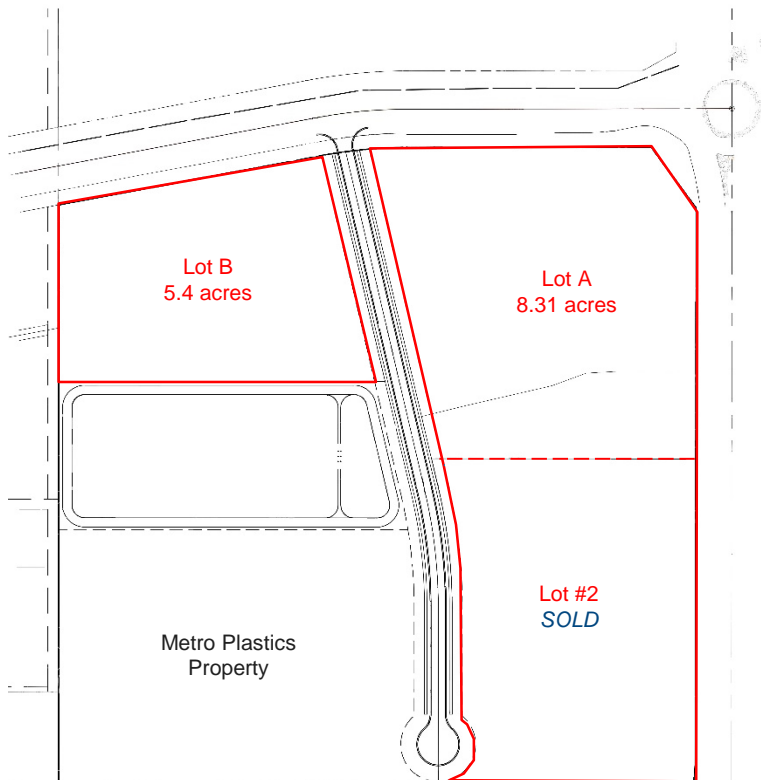 Lot B
5.4 acres
Lot A
8.31 acres
Lot #2
SOLD
Metro Plastics
Property